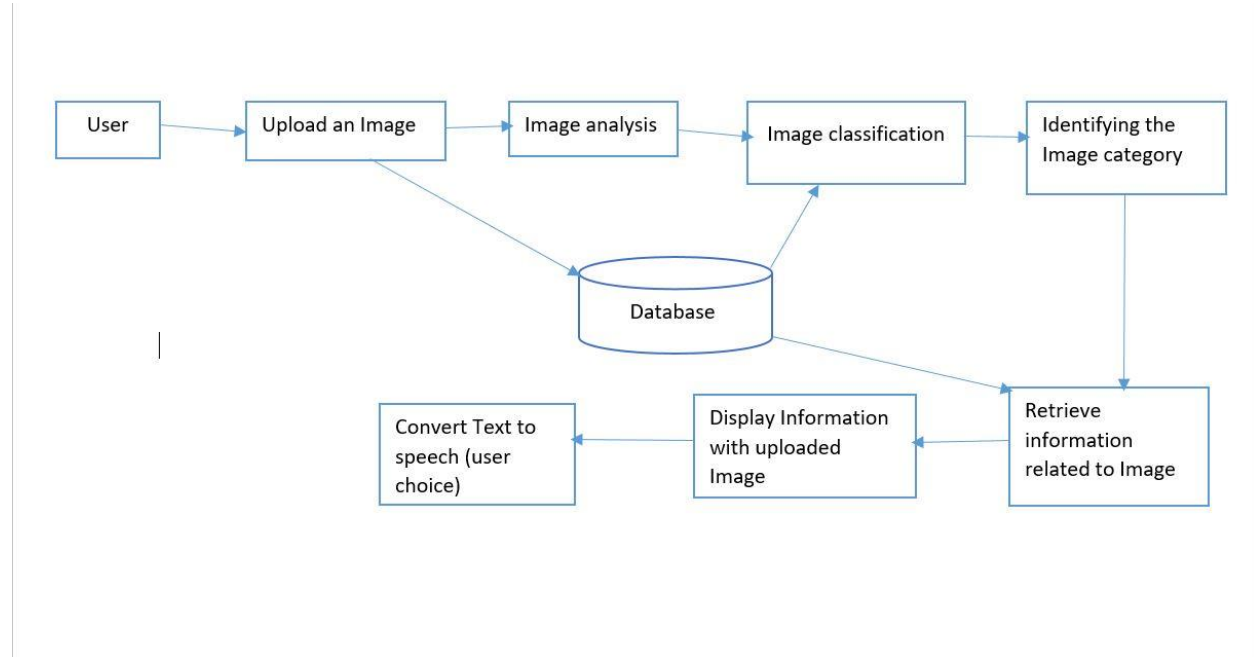 User
Upload an Image
Image analysis
Image classification
Identifying the
Image category
Database
Convert Text to
speech (user
choice)
Display Information
with uploaded
Image
Retrieve
information
related to Image